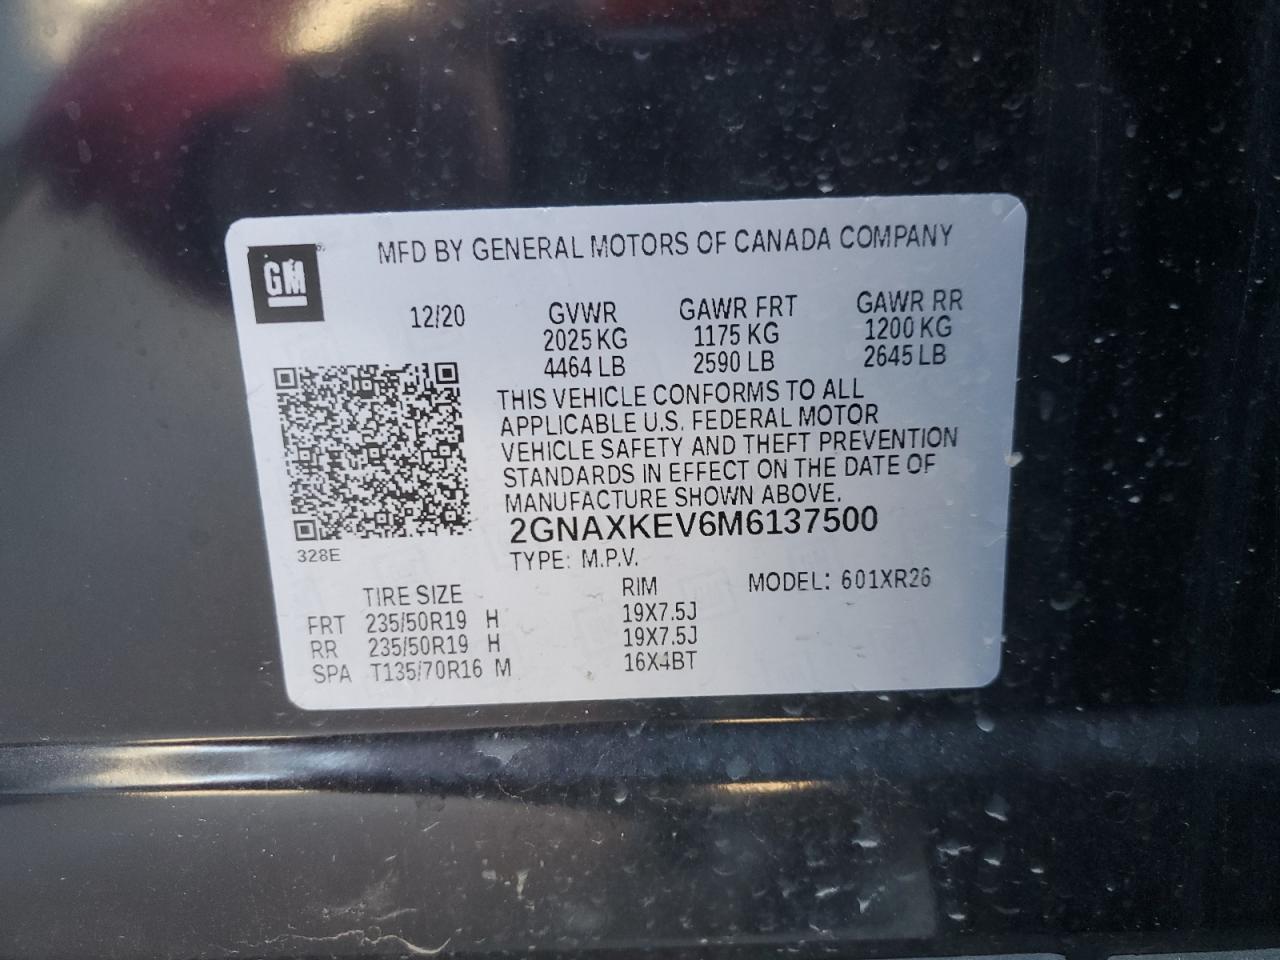 MFD BY GENERAL MOTORS OF CANADA COMPANY
GM
12/20 GVWR GAWR FRT GAWR RR
2025 KG 1175 KG 1200 KG
4464 LB 2590 LB 2645 LB
THIS VEHICLE CONFORMS TO ALL
APPLICABLE U.S. FEDERAL MOTOR
VEHICLE SAFETY AND THEFT PREVENTION
STANDARDS IN EFFECT ON THE DATE OF
MANUFACTURE SHOWN ABOVE.
2GNAXKEV6M6137500
328E
TYPE: M.P.V.
TIRE SIZE RIM MODEL: 601XR26
FRT 235/50R19 H 19X7.5J
RR 235/50R19 H 19X7.5J
SPA T135/70R16 M 16X4BT